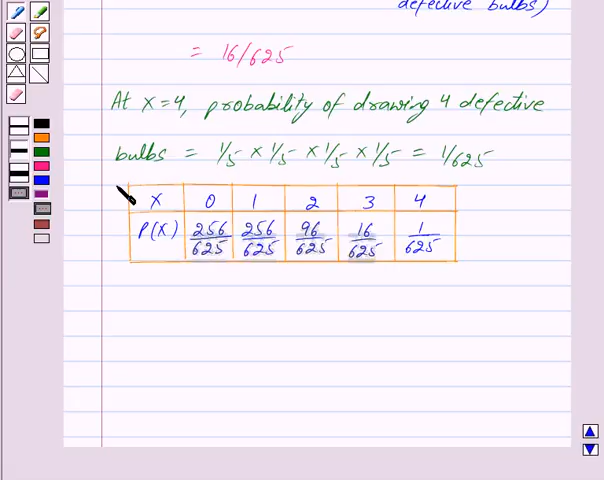 defective bulbs)
= 16/625
At X=4, probability of drawing 4 defective
bulbs = 1/5 × 1/5 × 1/5 × 1/5 = 1/625
X 0 1 2 3 4
P(X) 256/625 256/625 96/625 16/625 1/625